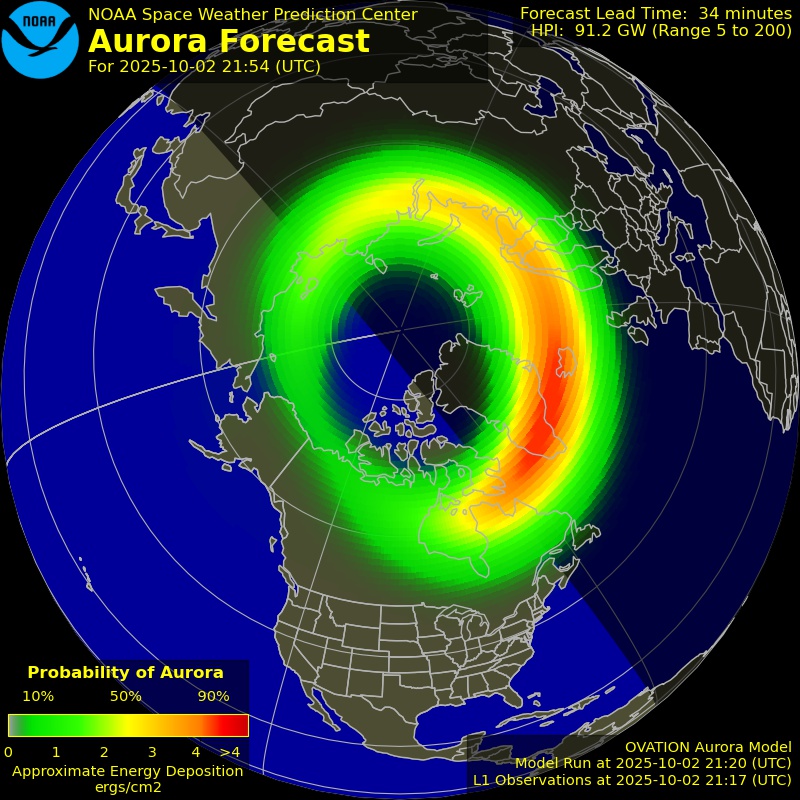 NOAA
NOAA Space Weather Prediction Center
Aurora Forecast
For 2025-10-02 21:54 (UTC)
Forecast Lead Time: 34 minutes
HPI: 91.2 GW (Range 5 to 200)
Probability of Aurora
10% 50% 90%
0 1 2 3 4 >4
Approximate Energy Deposition
ergs/cm2
OVATION Aurora Model
Model Run at 2025-10-02 21:20 (UTC)
L1 Observations at 2025-10-02 21:17 (UTC)